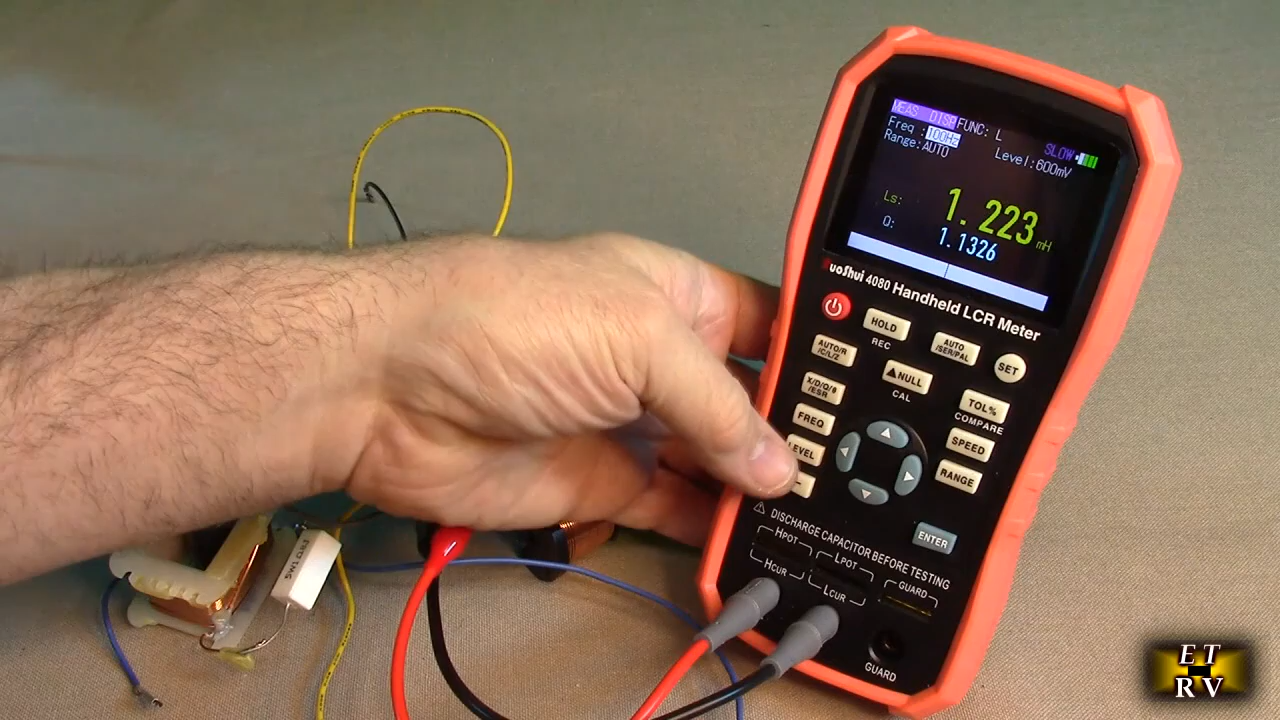 MEAS DISP FUNC: L
Freq :100Hz
SLOW
Range:AUTO
Level:600mV
Ls: 1.223 mH
Q: 1.1326
uoShui 4080 Handheld LCR Meter
HOLD
REC
AUTO/R
/C/L/Z
AUTO
/SER/PAL
SET
▲NULL
CAL
X/D/Q/θ
/ESR
TOL%
COMPARE
FREQ
SPEED
LEVEL
RANGE
ENTER
⚠ DISCHARGE CAPACITOR BEFORE TESTING
HPOT
LPOT
HCUR
LCUR
GUARD
GUARD
E T
R V